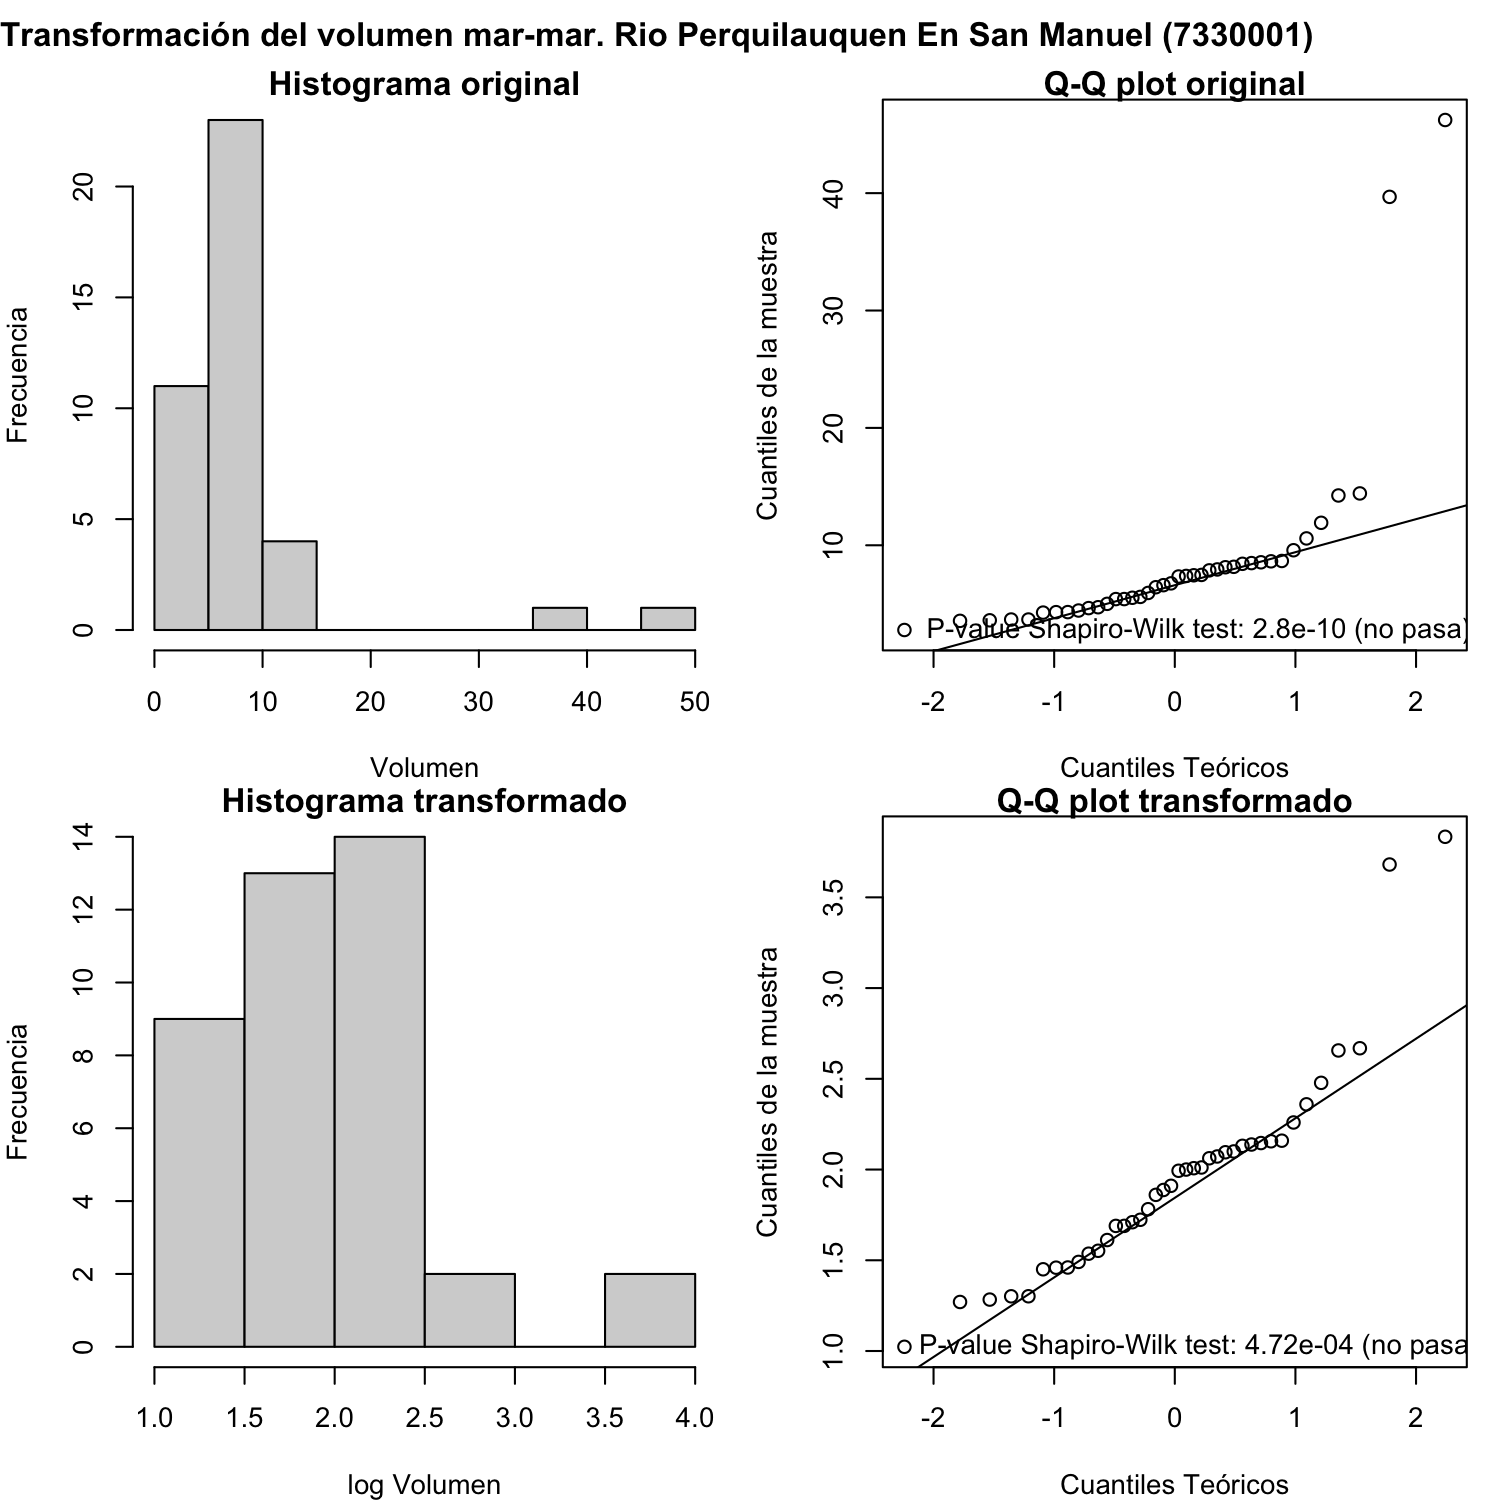 Transformación del volumen mar-mar. Rio Perquilauquen En San Manuel (7330001)
Histograma original
Frecuencia
0 5 10 15 20
0 10 20 30 40 50
Volumen
Q-Q plot original
Cuantiles de la muestra
10 20 30 40
P-value Shapiro-Wilk test: 2.8e-10 (no pasa)
-2 -1 0 1 2
Cuantiles Teóricos
Histograma transformado
Frecuencia
0 2 4 6 8 10 12 14
1.0 1.5 2.0 2.5 3.0 3.5 4.0
log Volumen
Q-Q plot transformado
Cuantiles de la muestra
1.0 1.5 2.0 2.5 3.0 3.5
P-value Shapiro-Wilk test: 4.72e-04 (no pasa
-2 -1 0 1 2
Cuantiles Teóricos